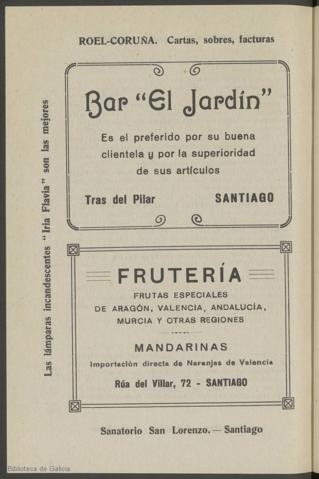 ROEL-CORUÑA. Cartas, sobres, facturas
Las lámparas incandescentes "Iria Flavia" son las mejores
Bar "El Jardín"
Es el preferido por su buena
clientela y por la superioridad
de sus artículos
Tras del Pilar SANTIAGO
FRUTERÍA
FRUTAS ESPECIALES
DE ARAGÓN, VALENCIA, ANDALUCÍA,
MURCIA Y OTRAS REGIONES
MANDARINAS
Importación directa de Naranjas de Valencia
Rúa del Villar, 72 - SANTIAGO
Sanatorio San Lorenzo. — Santiago
Biblioteca de Galicia